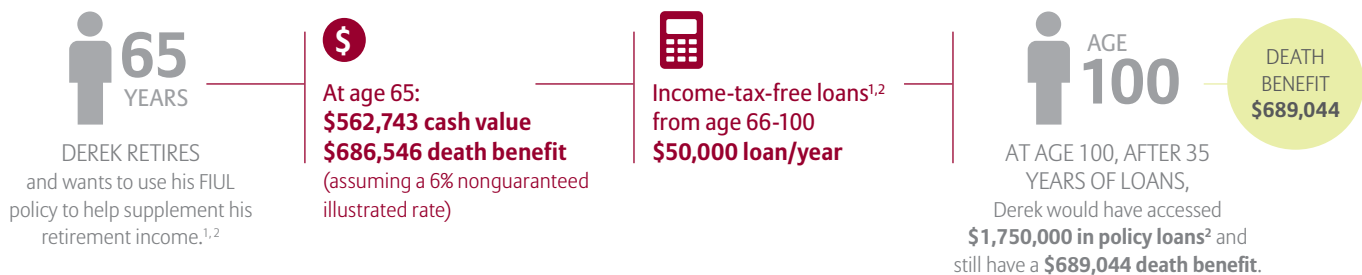 65
YEARS
DEREK RETIRES
and wants to use his FIUL
policy to help supplement his
retirement income.1, 2
$
At age 65:
$562,743 cash value
$686,546 death benefit
(assuming a 6% nonguaranteed
illustrated rate)
Income-tax-free loans1,2
from age 66-100
$50,000 loan/year
AGE
100
AT AGE 100, AFTER 35
YEARS OF LOANS,
Derek would have accessed
$1,750,000 in policy loans2 and
still have a $689,044 death benefit.
DEATH
BENEFIT
$689,044